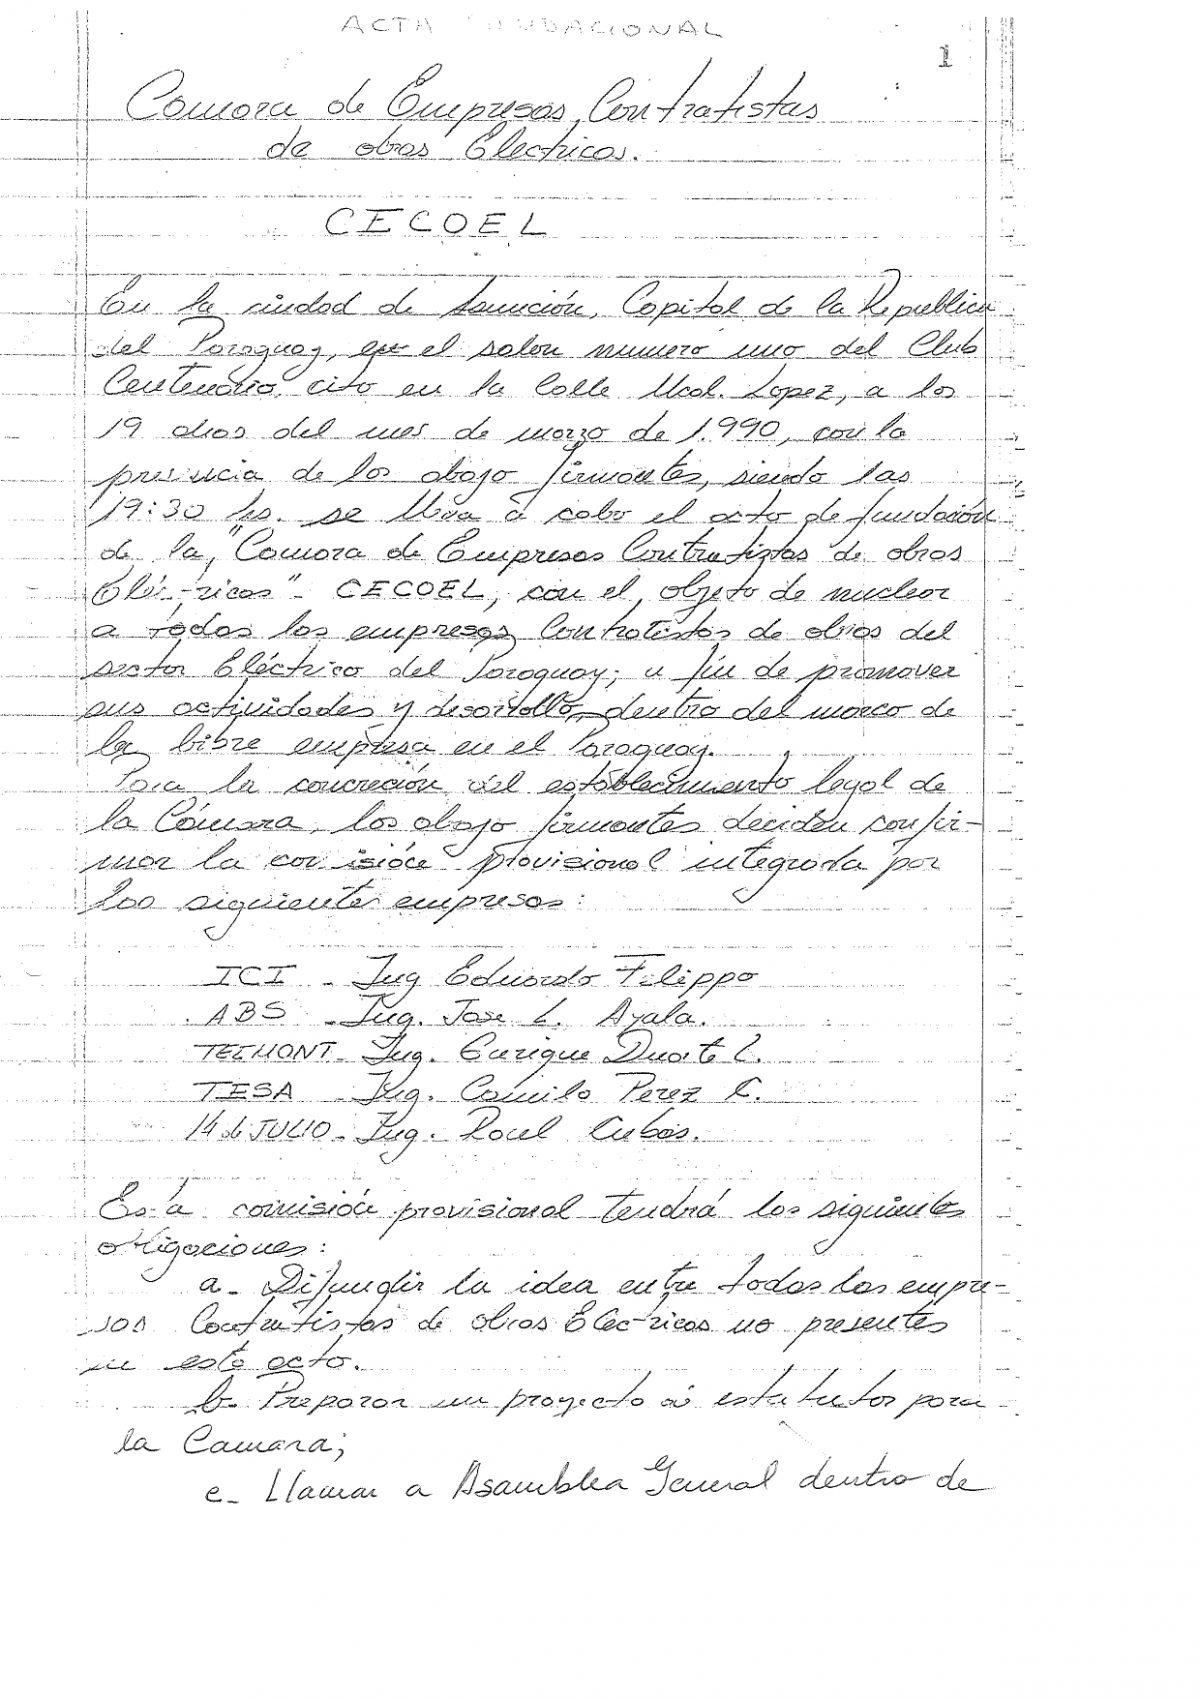 ACTA FUNDACIONAL
1
Camara de Empresas Contratistas
de obras Electricas.
CECOEL
En la ciudad de Asunción, Capital de la Republica
del Paraguay, en el salon numero uno del Club
Centenario, cito en la Calle Mcal. Lopez, a los
19 dias del mes de marzo de 1.990, con la
presencia de los abajo firmantes, siendo las
19:30 hs. se lleva a cabo el acto de fundación
de la, "Camara de Empresas Contratistas de obras
Eléctricas" - CECOEL, con el objeto de nuclear
a todas las empresas Contratistas de obras del
sector Eléctrico del Paraguay; a fin de promover
sus actividades y desarrollo, dentro del marco de
la libre empresa en el Paraguay.
Para la concreción del establecimiento legal de
la Cámara, los abajo firmantes deciden confir-
mar la comisión provisional integrada por
las siguientes empresas:
ICI - Ing Eduardo Filippo
ABS - Ing. Jose L. Ayala.
TECMONT - Ing. Enrique Duarte L.
TESA - Ing. Camilo Perez C.
14 de JULIO - Ing. Raul Cubas.
Esta comisión provisional tendrá las siguientes
obligaciones:
a- Difundir la idea entre todas las empre-
sas Contratistas de obras Eléctricas no presentes
en este acto.
b- Preparar un proyecto de estatutos para
la Camara;
c- Llamar a Asamblea General dentro de